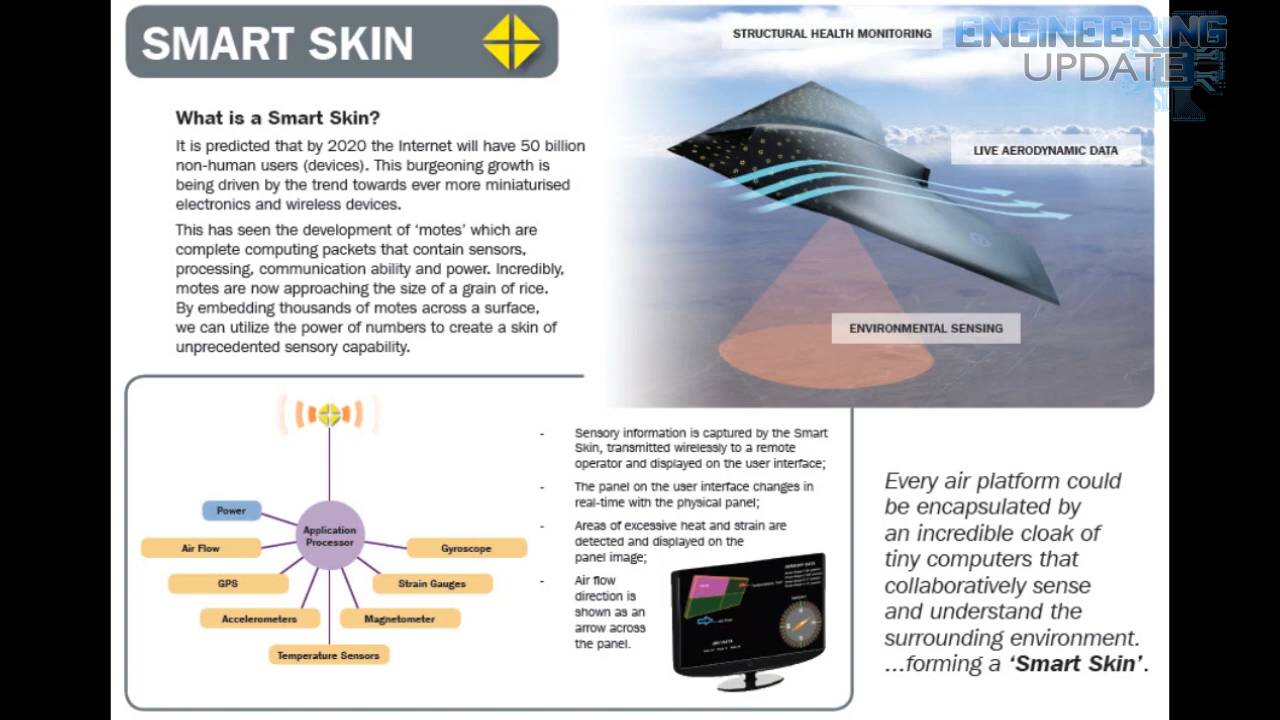 SMART SKIN
STRUCTURAL HEALTH MONITORING
ENGINEERING
UPDATE
LIVE AERODYNAMIC DATA
ENVIRONMENTAL SENSING
What is a Smart Skin?
It is predicted that by 2020 the Internet will have 50 billion
non-human users (devices). This burgeoning growth is
being driven by the trend towards ever more miniaturised
electronics and wireless devices.
This has seen the development of ‘motes’ which are
complete computing packets that contain sensors,
processing, communication ability and power. Incredibly,
motes are now approaching the size of a grain of rice.
By embedding thousands of motes across a surface,
we can utilize the power of numbers to create a skin of
unprecedented sensory capability.
Application
Processor
Power
Air Flow
GPS
Accelerometers
Temperature Sensors
Magnetometer
Strain Gauges
Gyroscope
- Sensory information is captured by the Smart
Skin, transmitted wirelessly to a remote
operator and displayed on the user interface;
- The panel on the user interface changes in
real-time with the physical panel;
- Areas of excessive heat and strain are
detected and displayed on the
panel image;
- Air flow
direction is
shown as an
arrow across
the panel.
Every air platform could
be encapsulated by
an incredible cloak of
tiny computers that
collaboratively sense
and understand the
surrounding environment.
...forming a ‘Smart Skin’.